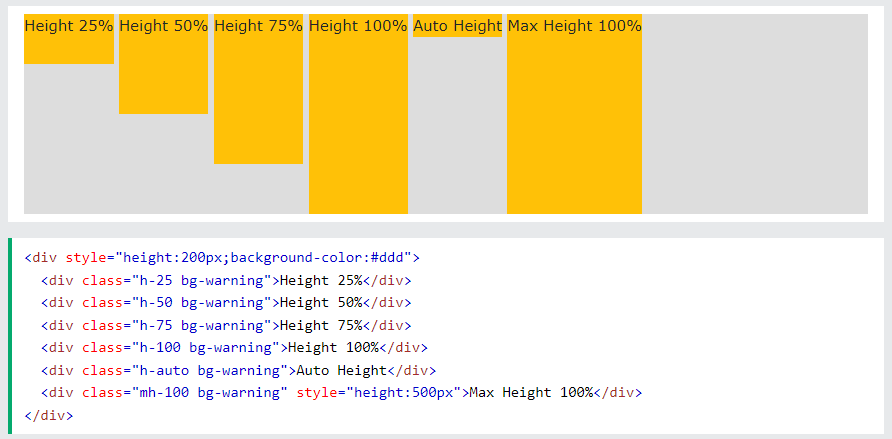 Height 25% Height 50% Height 75% Height 100% Auto Height Max Height 100%
<div style="height:200px;background-color:#ddd">
  <div class="h-25 bg-warning">Height 25%</div>
  <div class="h-50 bg-warning">Height 50%</div>
  <div class="h-75 bg-warning">Height 75%</div>
  <div class="h-100 bg-warning">Height 100%</div>
  <div class="h-auto bg-warning">Auto Height</div>
  <div class="mh-100 bg-warning" style="height:500px">Max Height 100%</div>
</div>